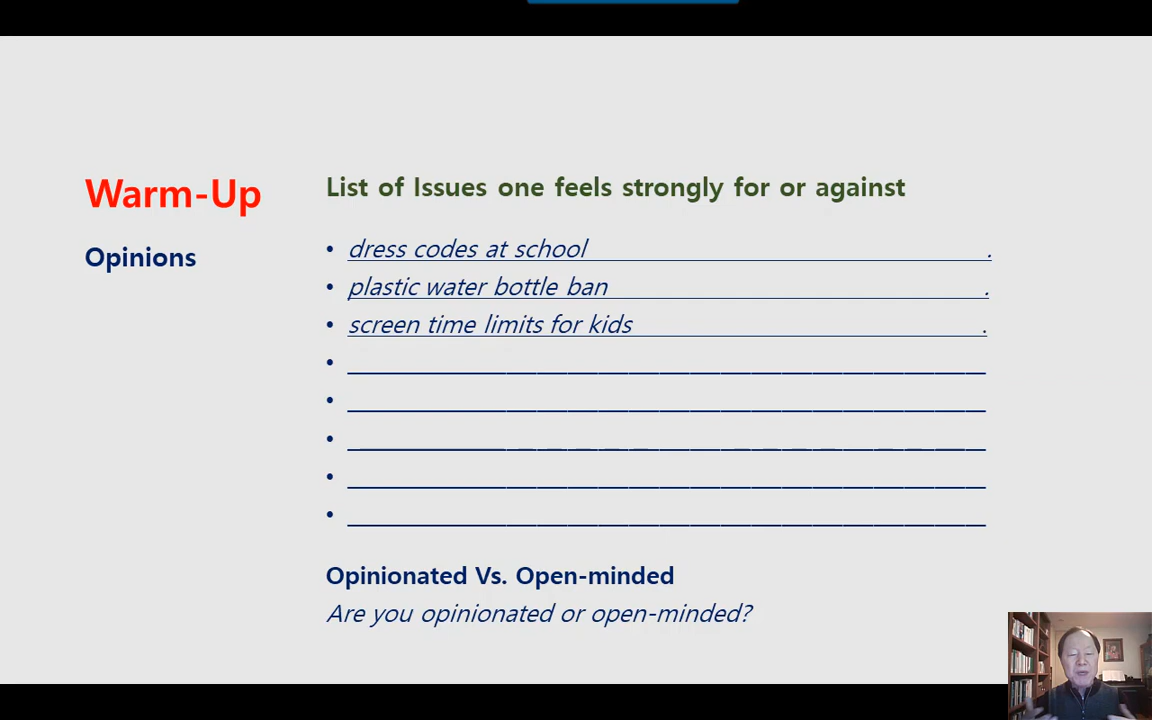 Warm-Up
Opinions
List of Issues one feels strongly for or against
• dress codes at school .
• plastic water bottle ban .
• screen time limits for kids .
•
•
•
•
•
Opinionated Vs. Open-minded
Are you opinionated or open-minded?